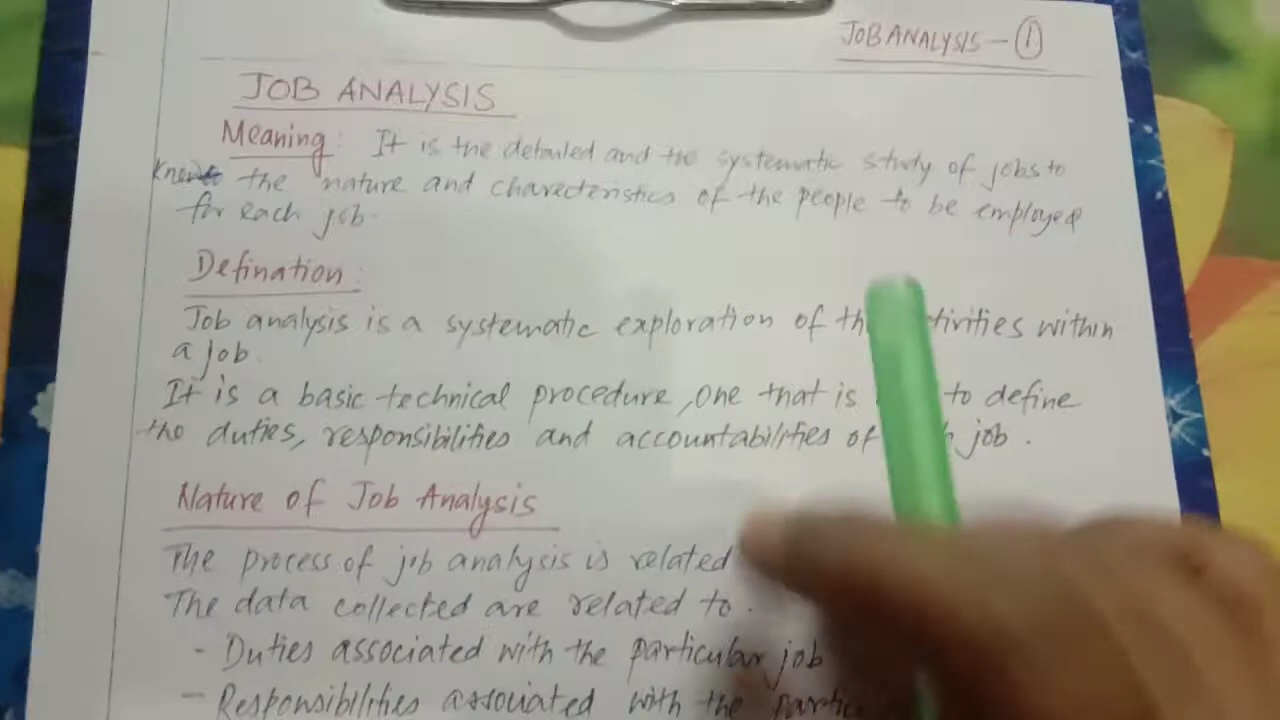 JOB ANALYSIS - 1
JOB ANALYSIS
Meaning: It is the detailed and the systematic study of jobs to
know the nature and charecteristics of the people to be employed
for each job.
Defination:
Job analysis is a systematic exploration of the tivities within
a job.
It is a basic technical procedure, one that is to define
the duties, responsibilities and accountabilities of job.
Nature of Job Analysis
The process of job analysis is related
The data collected are related to.
- Duties associated with the particular job
- Responsibilities associated with the